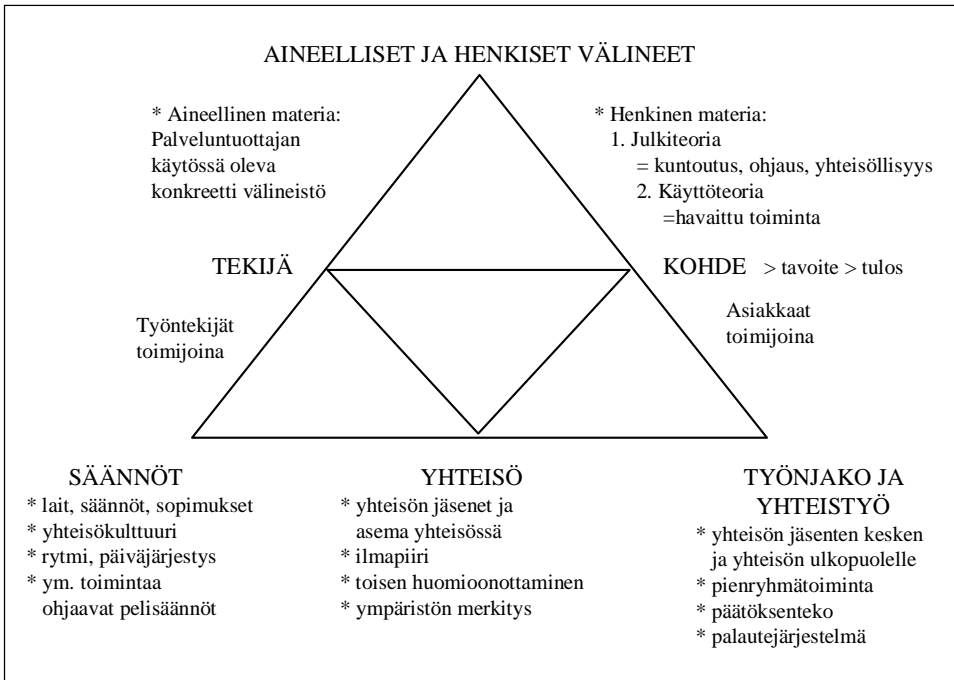 AINEELLISET JA HENKISET VÄLINEET
* Aineellinen materia:
Palveluntuottajan
käytössä oleva
konkreetti välineistö
* Henkinen materia:
1. Julkiteoria
= kuntoutus, ohjaus, yhteisöllisyys
2. Käyttöteoria
=havaittu toiminta
TEKIJÄ
KOHDE > tavoite > tulos
Työntekijät
toimijoina
Asiakkaat
toimijoina
SÄÄNNÖT
* lait, säännöt, sopimukset
* yhteisökulttuuri
* rytmi, päiväjärjestys
* ym. toimintaa
ohjaavat pelisäännöt
YHTEISÖ
* yhteisön jäsenet ja
asema yhteisössä
* ilmapiiri
* toisen huomioonottaminen
* ympäristön merkitys
TYÖNJAKO JA
YHTEISTYÖ
* yhteisön jäsenten kesken
ja yhteisön ulkopuolelle
* pienryhmätoiminta
* päätöksenteko
* palautejärjestelmä